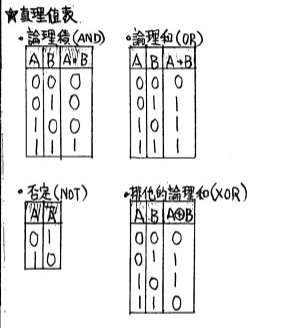 ☆真理値表
・論理積(AND)
A B A・B
0 0 0
0 1 0
1 0 0
1 1 1
・論理和(OR)
A B A+B
0 0 0
0 1 1
1 0 1
1 1 1
・否定(NOT)
A A̅
0 1
1 0
・排他的論理和(XOR)
A B A⊕B
0 0 0
0 1 1
1 0 1
1 1 0